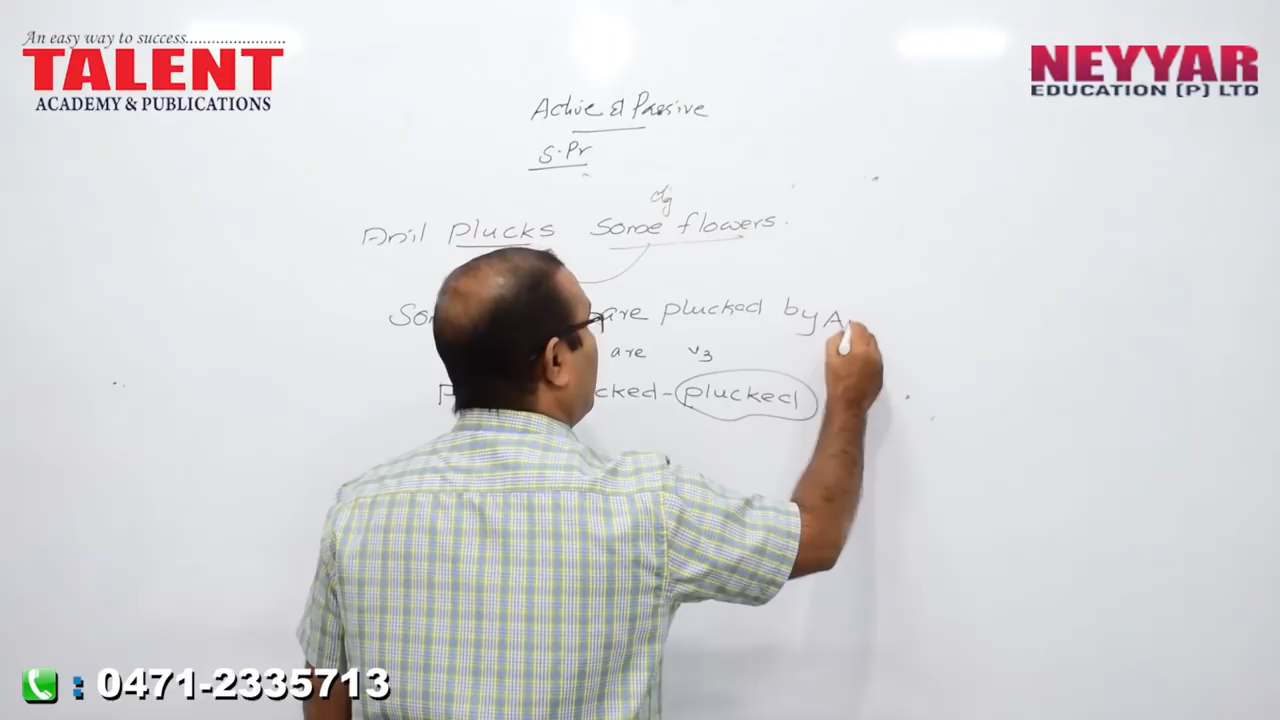 An easy way to success.......................
TALENT
ACADEMY & PUBLICATIONS
NEYYAR
EDUCATION (P) LTD
Active & Passive
S.Pr
obj
Anil plucks some flowers.
are plucked by A
are v3
cked - plucked
: 0471-2335713